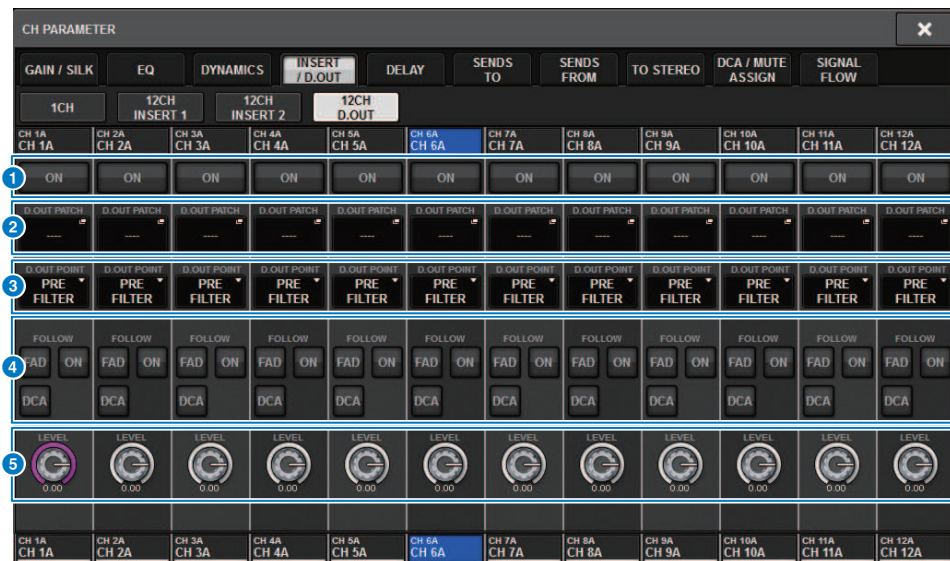 CH PARAMETER
GAIN / SILK EQ DYNAMICS INSERT / D.OUT DELAY SENDS TO SENDS FROM TO STEREO DCA / MUTE ASSIGN SIGNAL FLOW
1CH 12CH INSERT 1 12CH INSERT 2 12CH D.OUT
CH 1A CH 2A CH 3A CH 4A CH 5A CH 6A CH 7A CH 8A CH 9A CH 10A CH 11A CH 12A
CH 1A CH 2A CH 3A CH 4A CH 5A CH 6A CH 7A CH 8A CH 9A CH 10A CH 11A CH 12A
1 ON ON ON ON ON ON ON ON ON ON ON ON
D.OUT PATCH D.OUT PATCH D.OUT PATCH D.OUT PATCH D.OUT PATCH D.OUT PATCH D.OUT PATCH D.OUT PATCH D.OUT PATCH D.OUT PATCH D.OUT PATCH D.OUT PATCH
2 ---- ---- ---- ---- ---- ---- ---- ---- ---- ---- ---- ----
D.OUT POINT D.OUT POINT D.OUT POINT D.OUT POINT D.OUT POINT D.OUT POINT D.OUT POINT D.OUT POINT D.OUT POINT D.OUT POINT D.OUT POINT D.OUT POINT
3 PRE PRE PRE PRE PRE PRE PRE PRE PRE PRE PRE PRE
FILTER FILTER FILTER FILTER FILTER FILTER FILTER FILTER FILTER FILTER FILTER FILTER
FOLLOW FOLLOW FOLLOW FOLLOW FOLLOW FOLLOW FOLLOW FOLLOW FOLLOW FOLLOW FOLLOW FOLLOW
4 FAD ON FAD ON FAD ON FAD ON FAD ON FAD ON FAD ON FAD ON FAD ON FAD ON FAD ON FAD ON
DCA DCA DCA DCA DCA DCA DCA DCA DCA DCA DCA DCA
LEVEL LEVEL LEVEL LEVEL LEVEL LEVEL LEVEL LEVEL LEVEL LEVEL LEVEL LEVEL
5
0.00 0.00 0.00 0.00 0.00 0.00 0.00 0.00 0.00 0.00 0.00 0.00
CH 1A CH 2A CH 3A CH 4A CH 5A CH 6A CH 7A CH 8A CH 9A CH 10A CH 11A CH 12A
CH 1A CH 2A CH 3A CH 4A CH 5A CH 6A CH 7A CH 8A CH 9A CH 10A CH 11A CH 12A